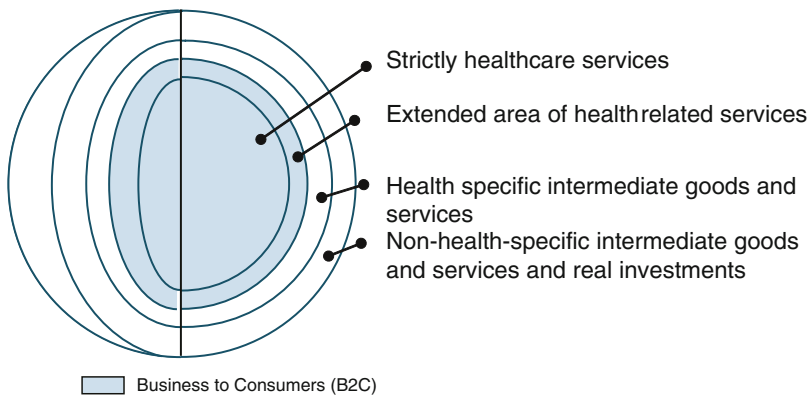 Strictly healthcare services
Extended area of healthrelated services
Health specific intermediate goods and
services
Non-health-specific intermediate goods
and services and real investments
Business to Consumers (B2C)